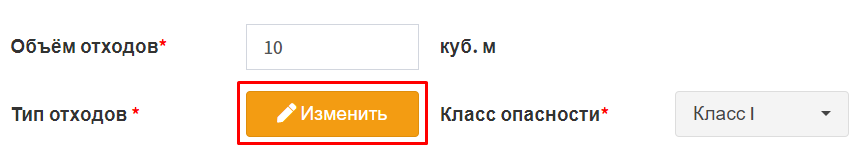 Объём отходов* 10 куб. м
Тип отходов * Изменить Класс опасности* Класс I